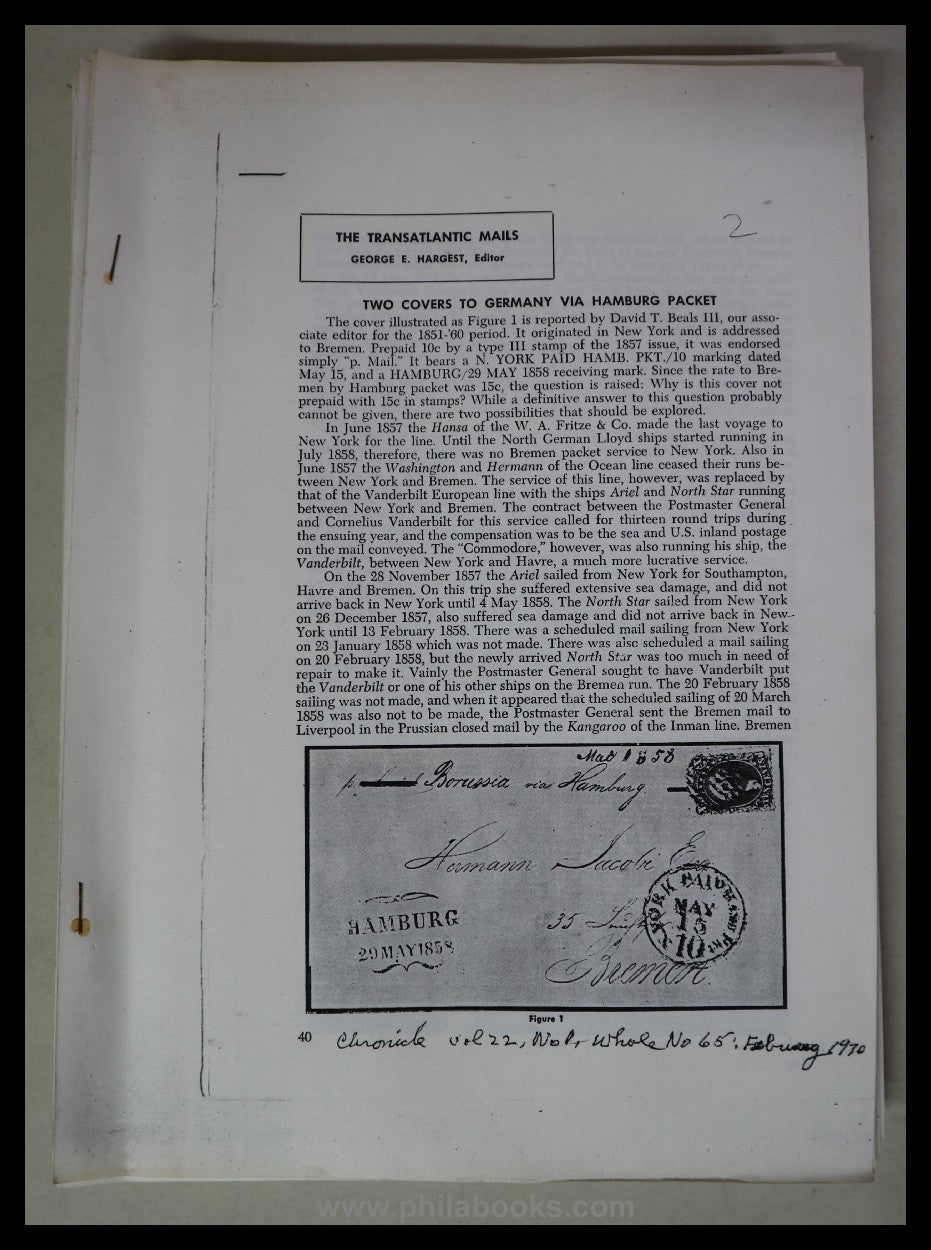 2
THE TRANSATLANTIC MAILS
GEORGE E. HARGEST, Editor
TWO COVERS TO GERMANY VIA HAMBURG PACKET
The cover illustrated as Figure 1 is reported by David T. Beals III, our asso-
ciate editor for the 1851-'60 period. It originated in New York and is addressed
to Bremen. Prepaid 10c by a type III stamp of the 1857 issue, it was endorsed
simply "p. Mail." It bears a N. YORK PAID HAMB. PKT./10 marking dated
May 15, and a HAMBURG/29 MAY 1858 receiving mark. Since the rate to Bre-
men by Hamburg packet was 15c, the question is raised: Why is this cover not
prepaid with 15c in stamps? While a definitive answer to this question probably
cannot be given, there are two possibilities that should be explored.
In June 1857 the Hansa of the W. A. Fritze & Co. made the last voyage to
New York for the line. Until the North German Lloyd ships started running in
July 1858, therefore, there was no Bremen packet service to New York. Also in
June 1857 the Washington and Hermann of the Ocean line ceased their runs be-
tween New York and Bremen. The service of this line, however, was replaced by
that of the Vanderbilt European line with the ships Ariel and North Star running
between New York and Bremen. The contract between the Postmaster General
and Cornelius Vanderbilt for this service called for thirteen round trips during
the ensuing year, and the compensation was to be the sea and U.S. inland postage
on the mail conveyed. The "Commodore," however, was also running his ship, the
Vanderbilt, between New York and Havre, a much more lucrative service.
On the 28 November 1857 the Ariel sailed from New York for Southampton,
Havre and Bremen. On this trip she suffered extensive sea damage, and did not
arrive back in New York until 4 May 1858. The North Star sailed from New York
on 26 December 1857, also suffered sea damage and did not arrive back in New
York until 13 February 1858. There was a scheduled mail sailing from New York
on 23 January 1858 which was not made. There was also scheduled a mail sailing
on 20 February 1858, but the newly arrived North Star was too much in need of
repair to make it. Vainly the Postmaster General sought to have Vanderbilt put
the Vanderbilt or one of his other ships on the Bremen run. The 20 February 1858
sailing was not made, and when it appeared that the scheduled sailing of 20 March
1858 was also not to be made, the Postmaster General sent the Bremen mail to
Liverpool in the Prussian closed mail by the Kangaroo of the Inman line. Bremen
58
p Borussia via Hamburg
Hermann Jacobi Esq
YORK PAID
MAY
10
HAMBURG
29 MAY 1858
35
Bremen.
Figure 1
40 Chronicle vol 22, No 1, Whole No 65: February 1970
www.philabooks.com